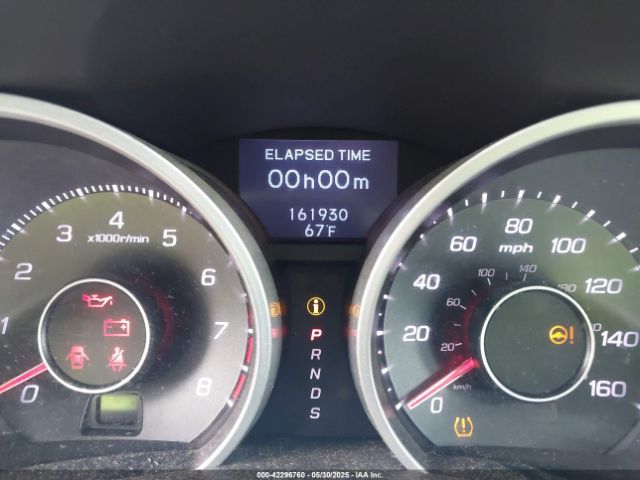 ELAPSED TIME
00h00m
161930
67°F
0 1 2 3 4 5 6 7 8
x1000r/min
i
P
R
N
D
S
0 20 40 60 80 100 120 140 160
mph
20 60 100 140
km/h
!
000-42296760 - 05/30/2025 - IAA Inc.